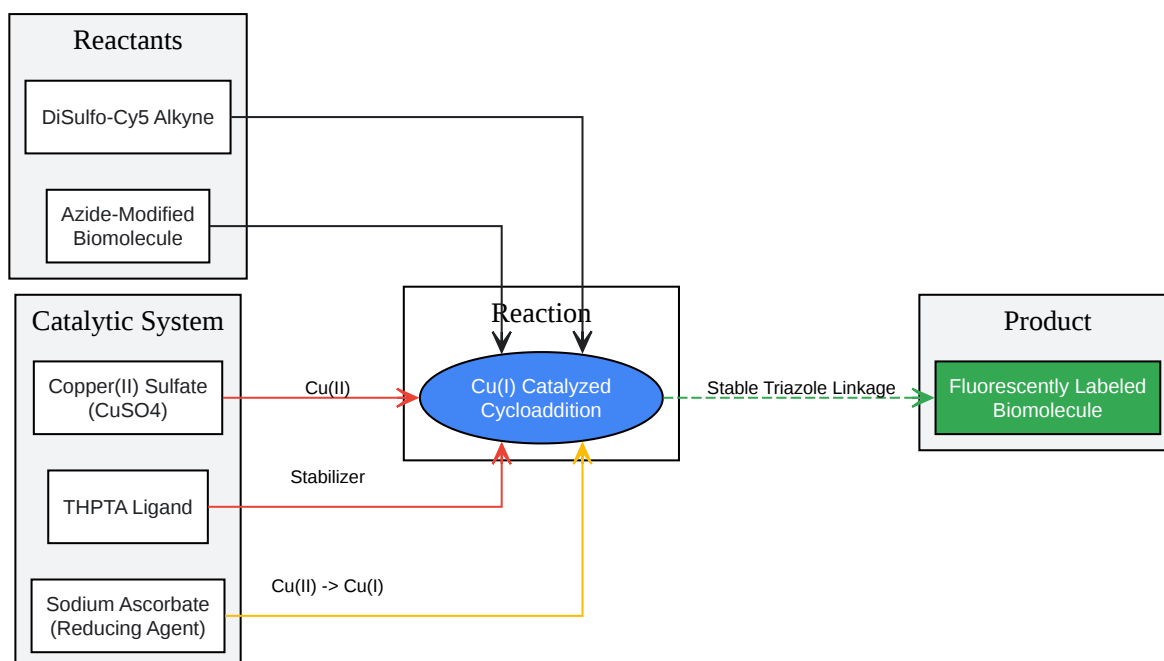 Reactants
DiSulfo-Cy5 Alkyne
Azide-Modified
Biomolecule
Catalytic System
Copper(II) Sulfate
(CuSO4)
THPTA Ligand
Sodium Ascorbate
(Reducing Agent)
Cu(II)
Stabilizer
Cu(II) -> Cu(I)
Reaction
Cu(I) Catalyzed
Cycloaddition
Stable Triazole Linkage
Product
Fluorescently Labeled
Biomolecule